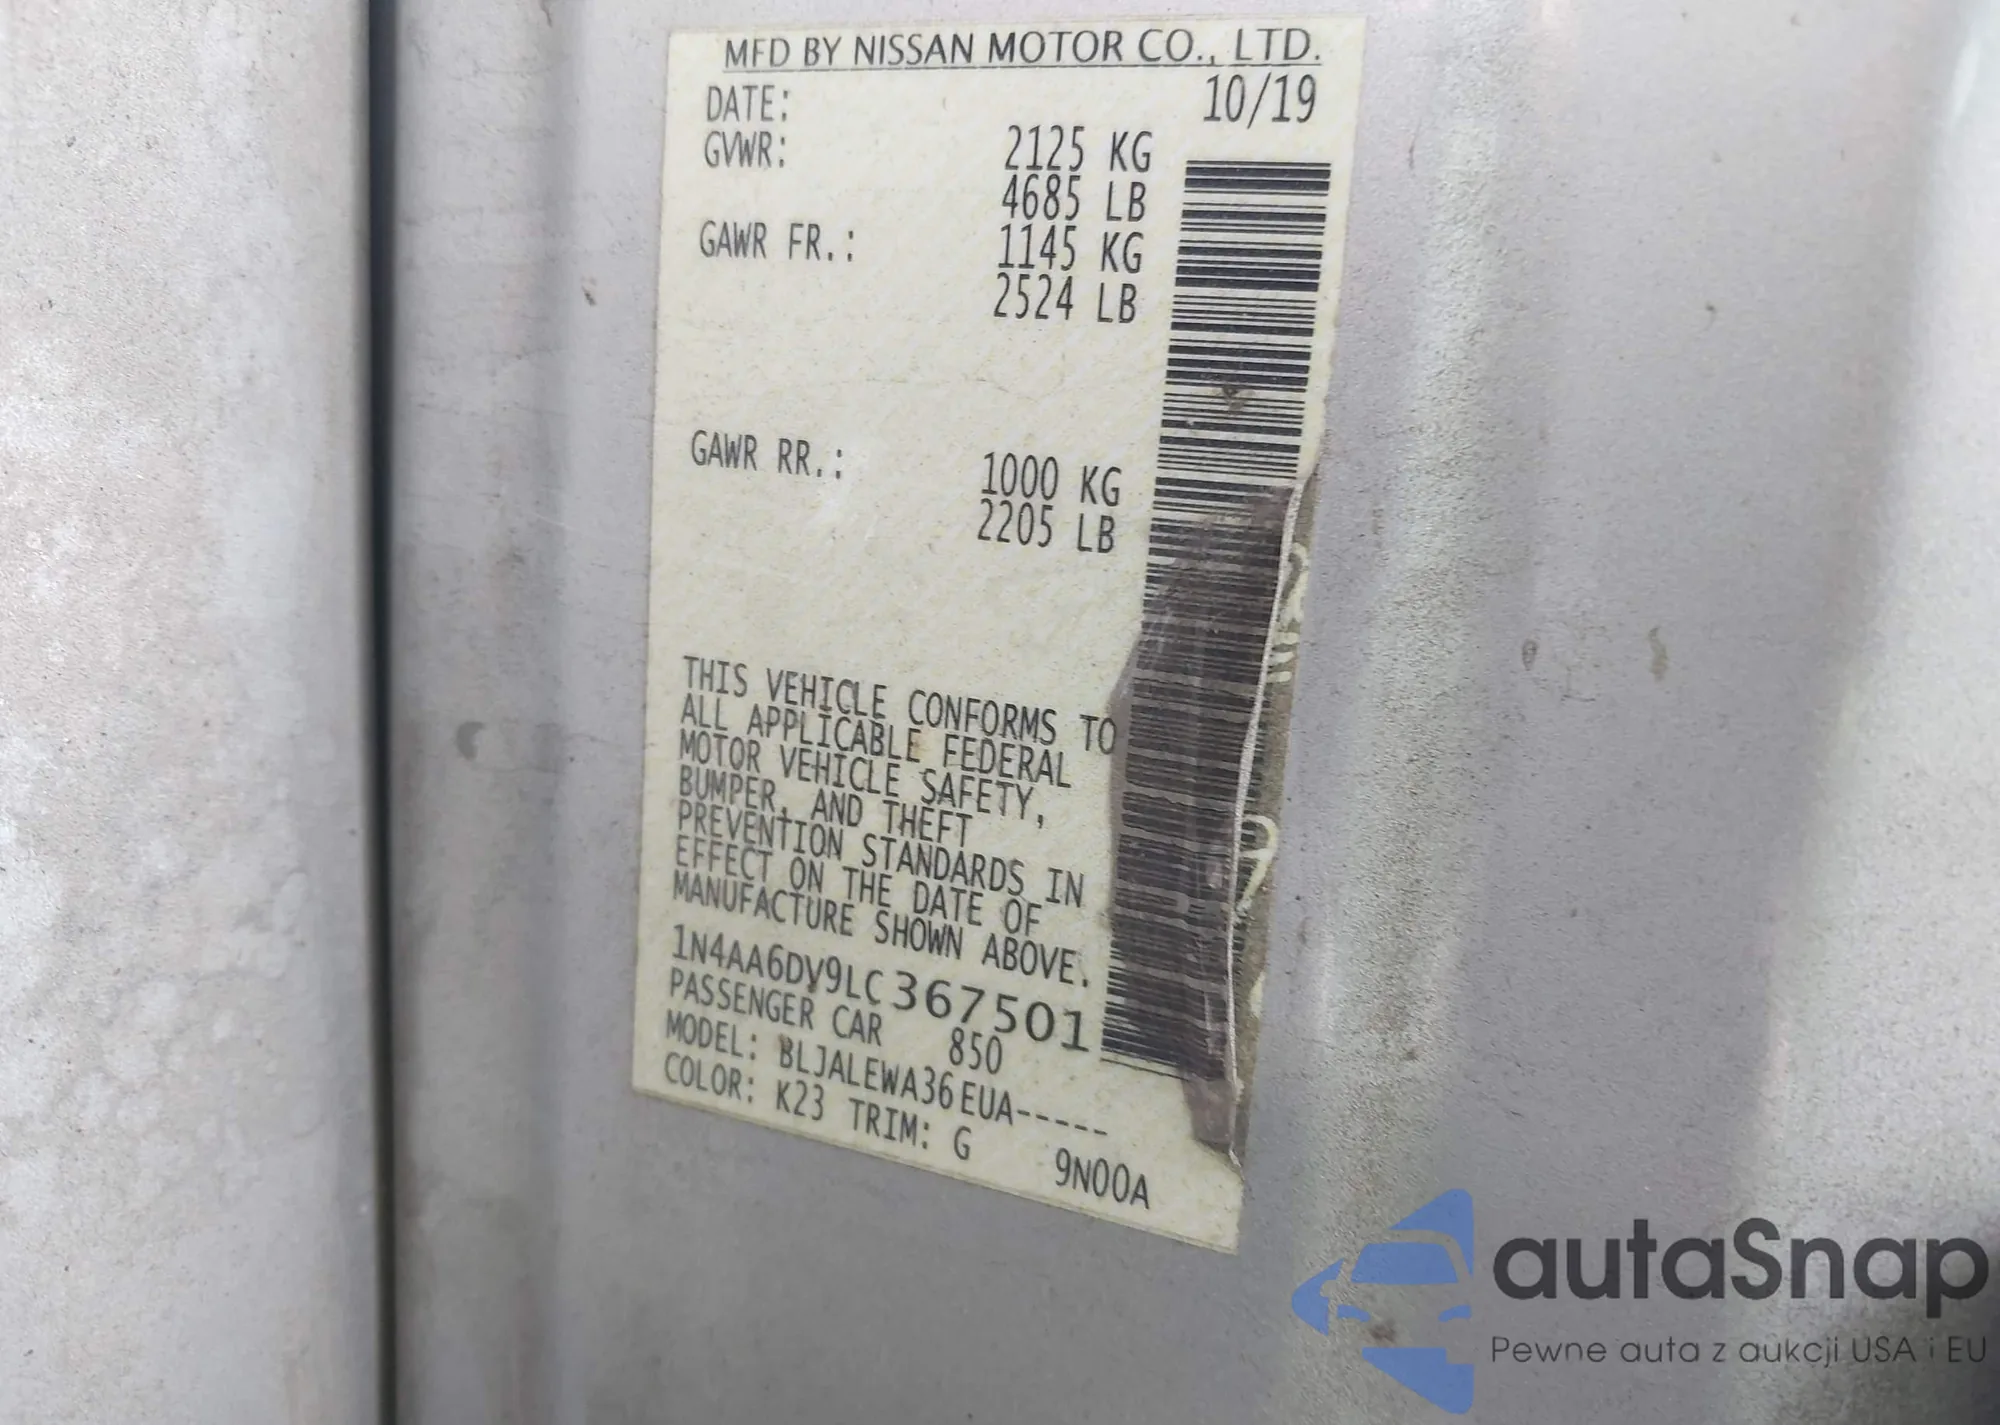 MFD BY NISSAN MOTOR CO., LTD.
DATE: 10/19
GVWR: 2125 KG
4685 LB
GAWR FR.: 1145 KG
2524 LB
GAWR RR.: 1000 KG
2205 LB
THIS VEHICLE CONFORMS TO
ALL APPLICABLE FEDERAL
MOTOR VEHICLE SAFETY,
BUMPER, AND THEFT
PREVENTION STANDARDS IN
EFFECT ON THE DATE OF
MANUFACTURE SHOWN ABOVE.
1N4AA6DV9LC367501
PASSENGER CAR 850
MODEL: BLJALEWA36EUA-----
COLOR: K23 TRIM: G 9N00A
autaSnap
Pewne auta z aukcji USA i EU